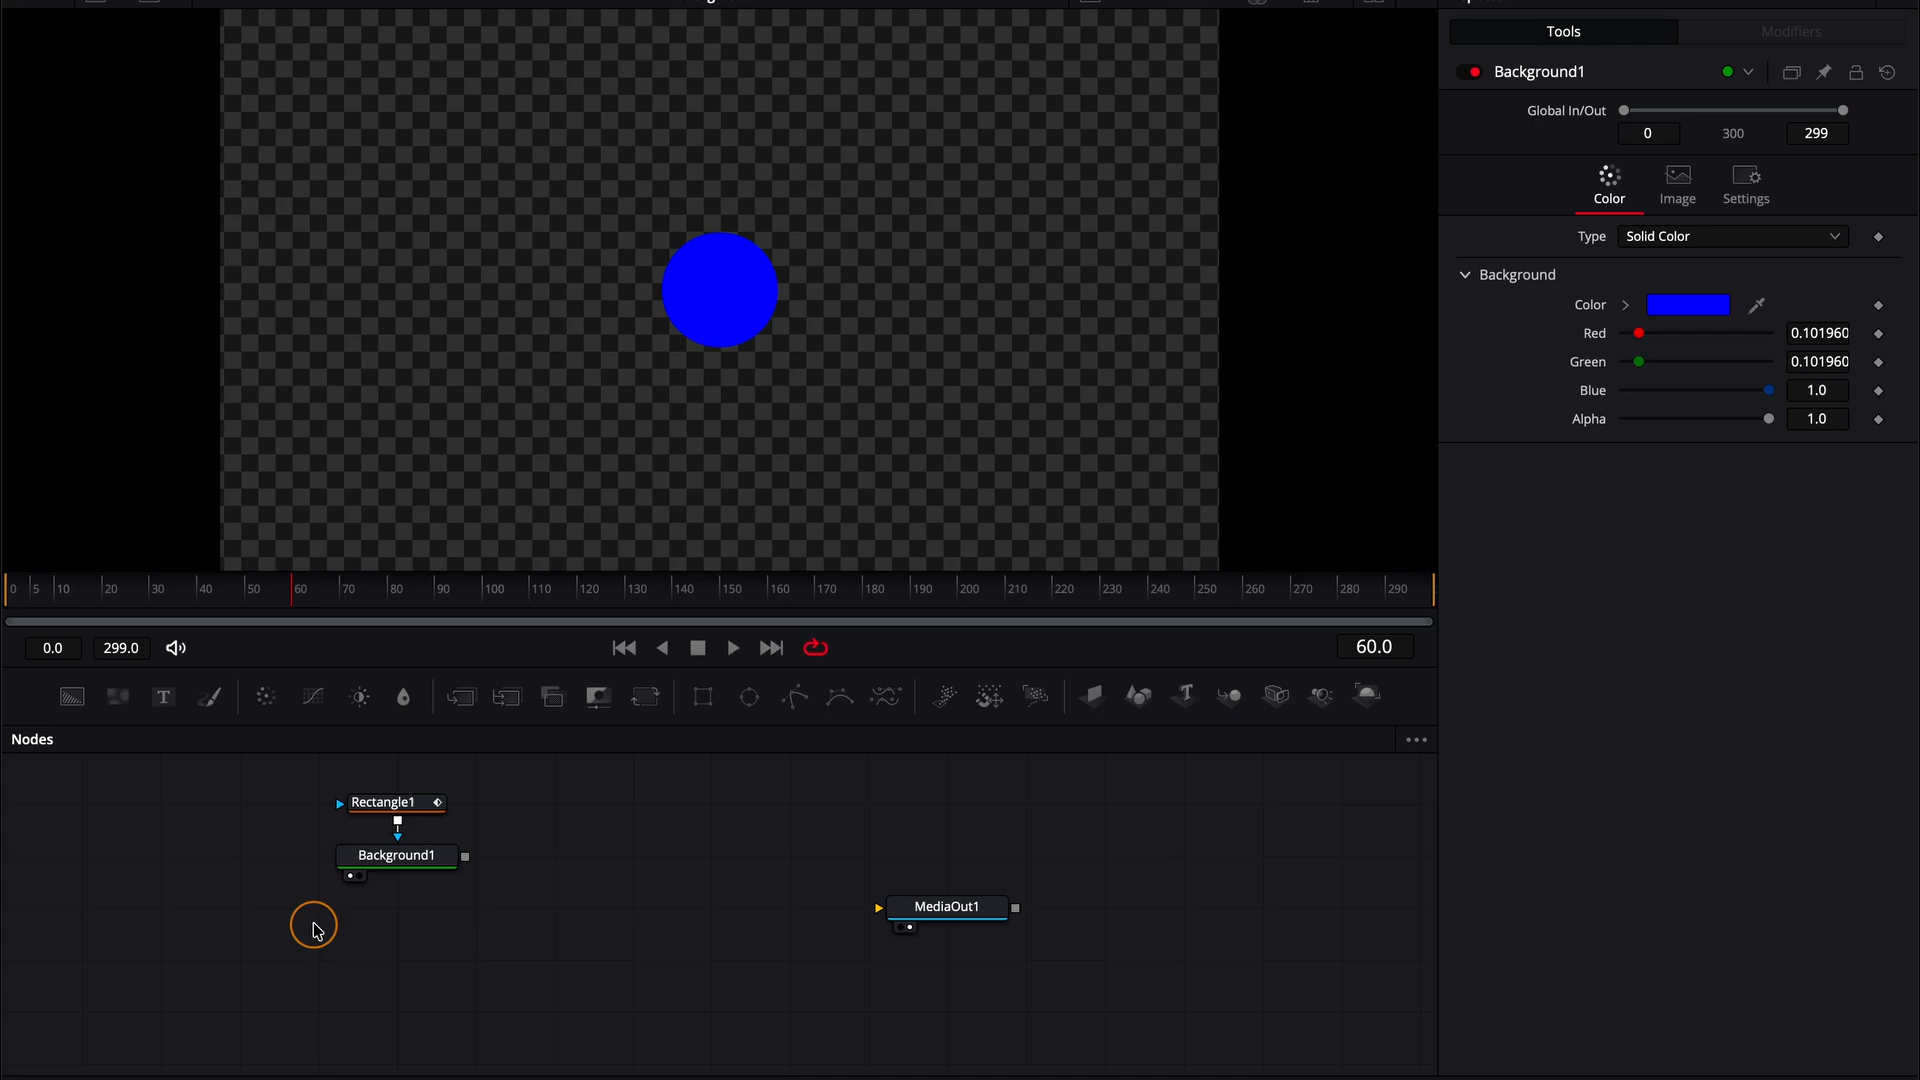 Tools
Modifiers
Background1
Global In/Out
0
300
299
Color
Image
Settings
Type
Solid Color
Background
Color
Red
0.101960
Green
0.101960
Blue
1.0
Alpha
1.0
0 5 10 20 30 40 50 60 70 80 90 100 110 120 130 140 150 160 170 180 190 200 210 220 230 240 250 260 270 280 290
0.0
299.0
60.0
T
T
Nodes
Rectangle1
Background1
MediaOut1